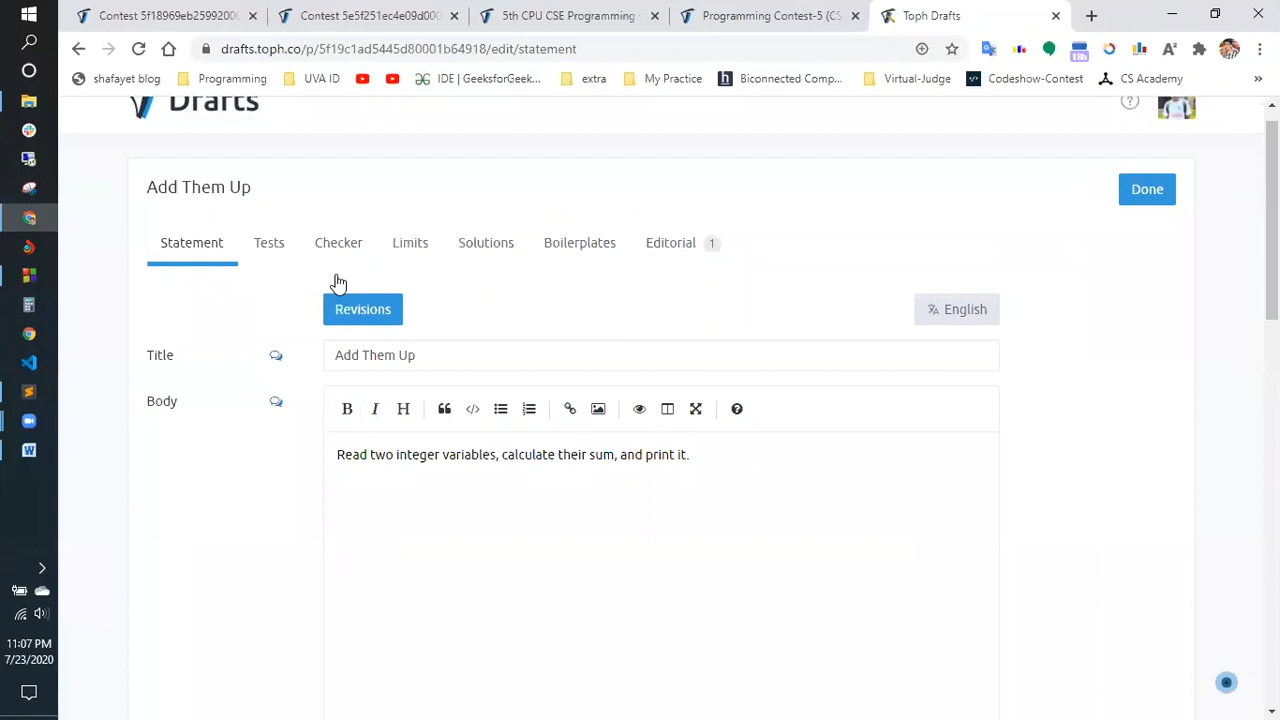 Contest 5f18969eb2599200
Contest 5e5f251ec4e09d000
5th CPU CSE Programming
Programming Contest-5 (CS
Toph Drafts
drafts.toph.co/p/5f19c1ad5445d80001b64918/edit/statement
18h
shafayet blog
Programming
UVA ID
IDE | GeeksforGeek...
extra
My Practice
Biconnected Comp...
Virtual-Judge
Codeshow-Contest
CS Academy
»
Drafts
Add Them Up
Done
Statement
Tests
Checker
Limits
Solutions
Boilerplates
Editorial 1
Revisions
English
Title
Add Them Up
Body
B I H
Read two integer variables, calculate their sum, and print it.
11:07 PM
7/23/2020